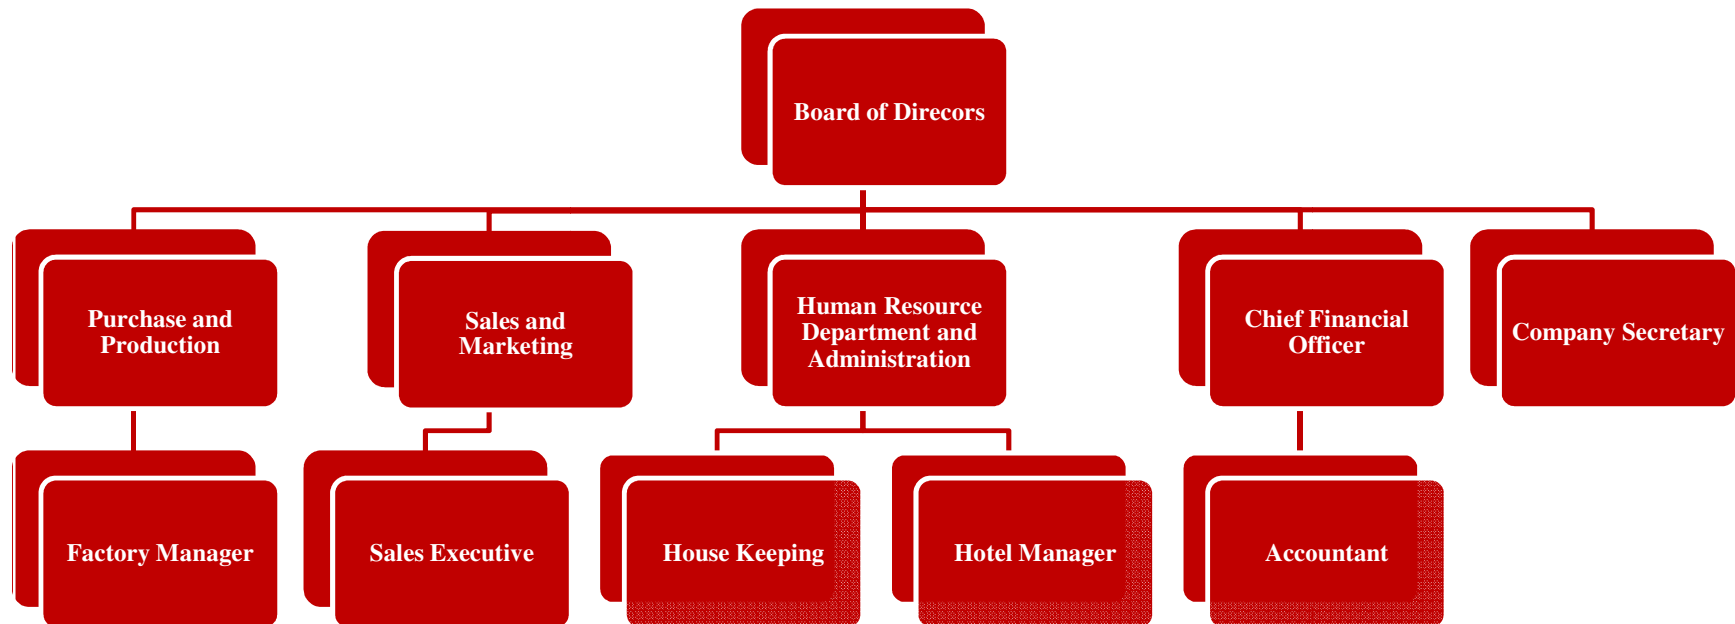 Board of Direcors
Purchase and
Production
Sales and
Marketing
Human Resource
Department and
Administration
Chief Financial
Officer
Company Secretary
Factory Manager
Sales Executive
House Keeping
Hotel Manager
Accountant